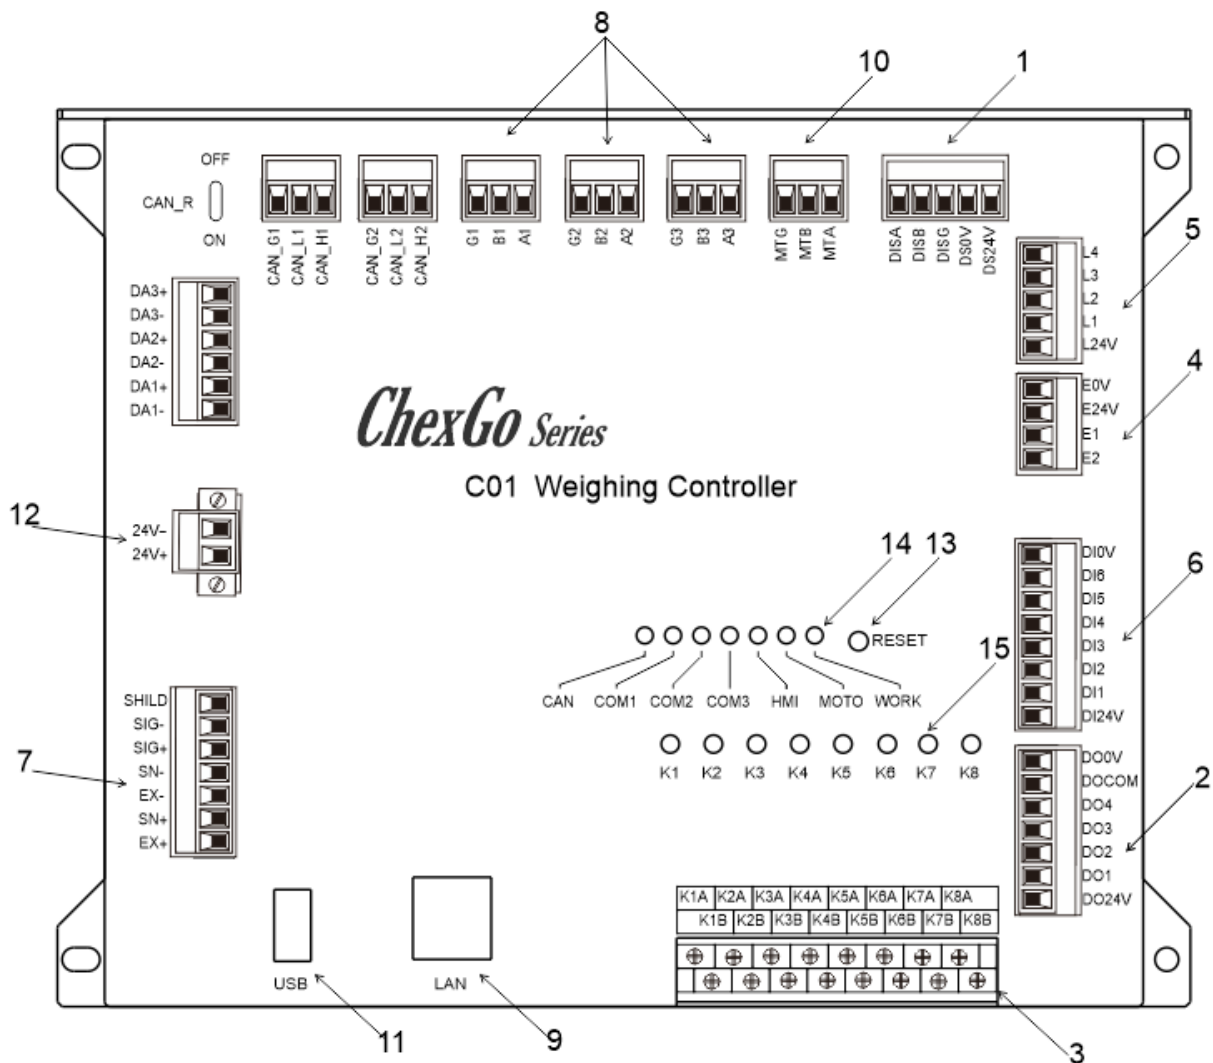 8
10
1
OFF
CAN_R
ON
CAN_G1
CAN_L1
CAN_H1
CAN_G2
CAN_L2
CAN_H2
G1
B1
A1
G2
B2
A2
G3
B3
A3
MTG
MTB
MTA
DISA
DISB
DISG
DS0V
DS24V
L4
L3
L2
L1
L24V
5
DA3+
DA3-
DA2+
DA2-
DA1+
DA1-
E0V
E24V
E1
E2
4
ChexGo Series
C01 Weighing Controller
12
24V-
24V+
14
13
RESET
15
CAN
COM1
COM2
COM3
HMI
MOTO
WORK
K1
K2
K3
K4
K5
K6
K7
K8
DI0V
DI6
DI5
DI4
DI3
DI2
DI1
DI24V
6
7
SHILD
SIG-
SIG+
SN-
EX-
SN+
EX+
DO0V
DOCOM
DO4
DO3
DO2
DO1
DO24V
2
K1A K2A K3A K4A K5A K6A K7A K8A
K1B K2B K3B K4B K5B K6B K7B K8B
USB
LAN
11
9
3